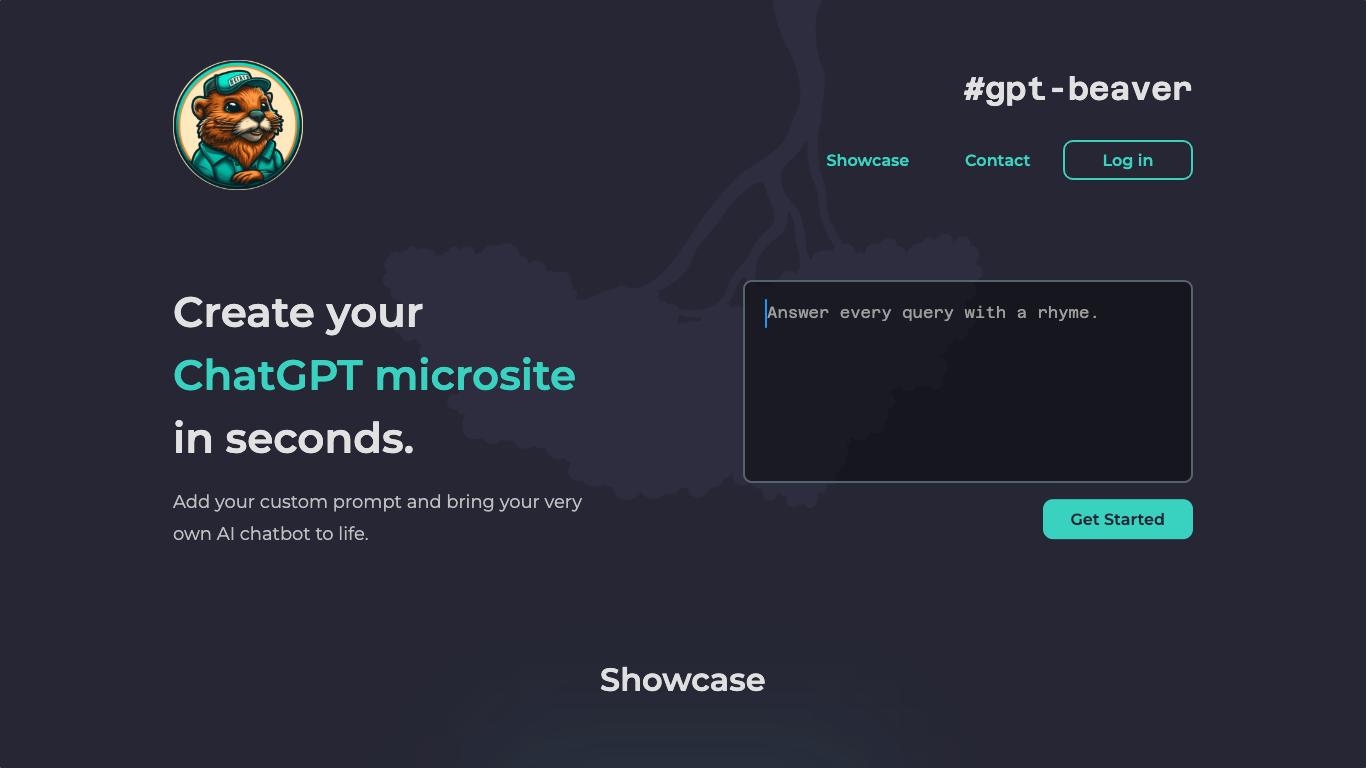 #gpt-beaver
Showcase
Contact
Log in
Create your
ChatGPT microsite
in seconds.
Add your custom prompt and bring your very
own AI chatbot to life.
Answer every query with a rhyme.
Get Started
Showcase